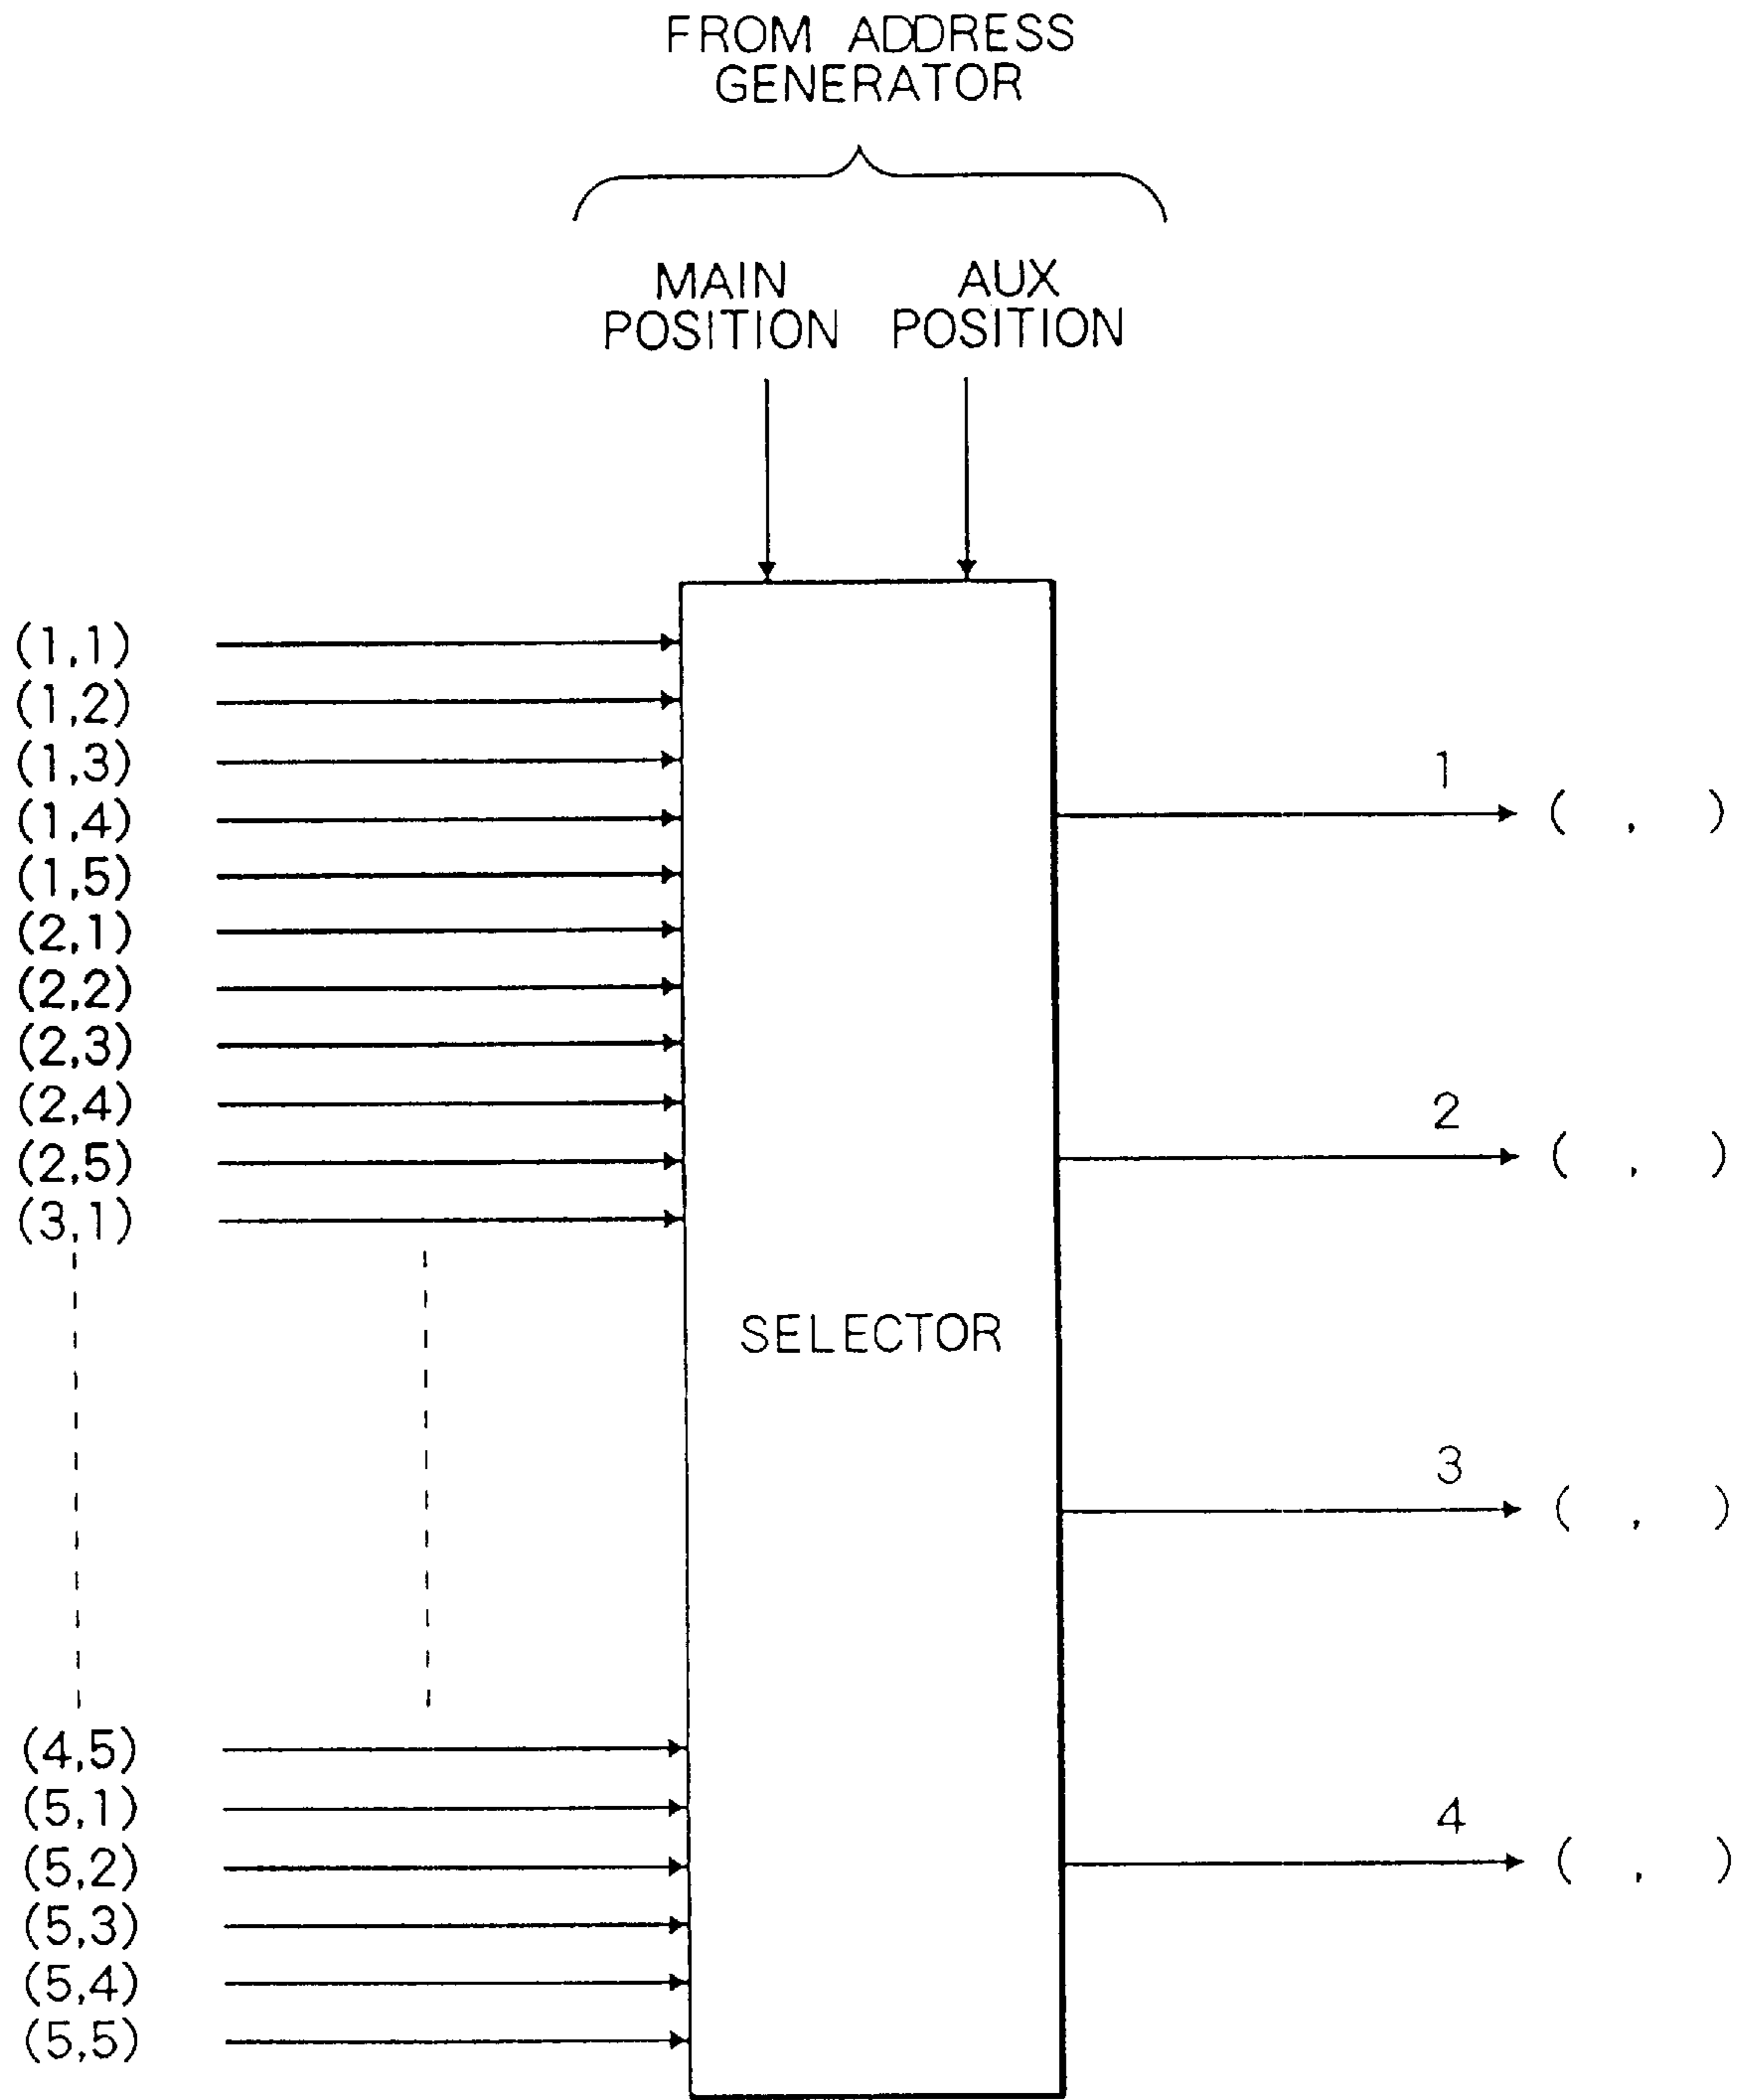 FROM ADDRESS
GENERATOR
MAIN
POSITION
AUX
POSITION
(1,1)
(1,2)
(1,3)
(1,4)
(1,5)
(2,1)
(2,2)
(2,3)
(2,4)
(2,5)
(3,1)
(4,5)
(5,1)
(5,2)
(5,3)
(5,4)
(5,5)
SELECTOR
1
( , )
2
( , )
3
( , )
4
( , )